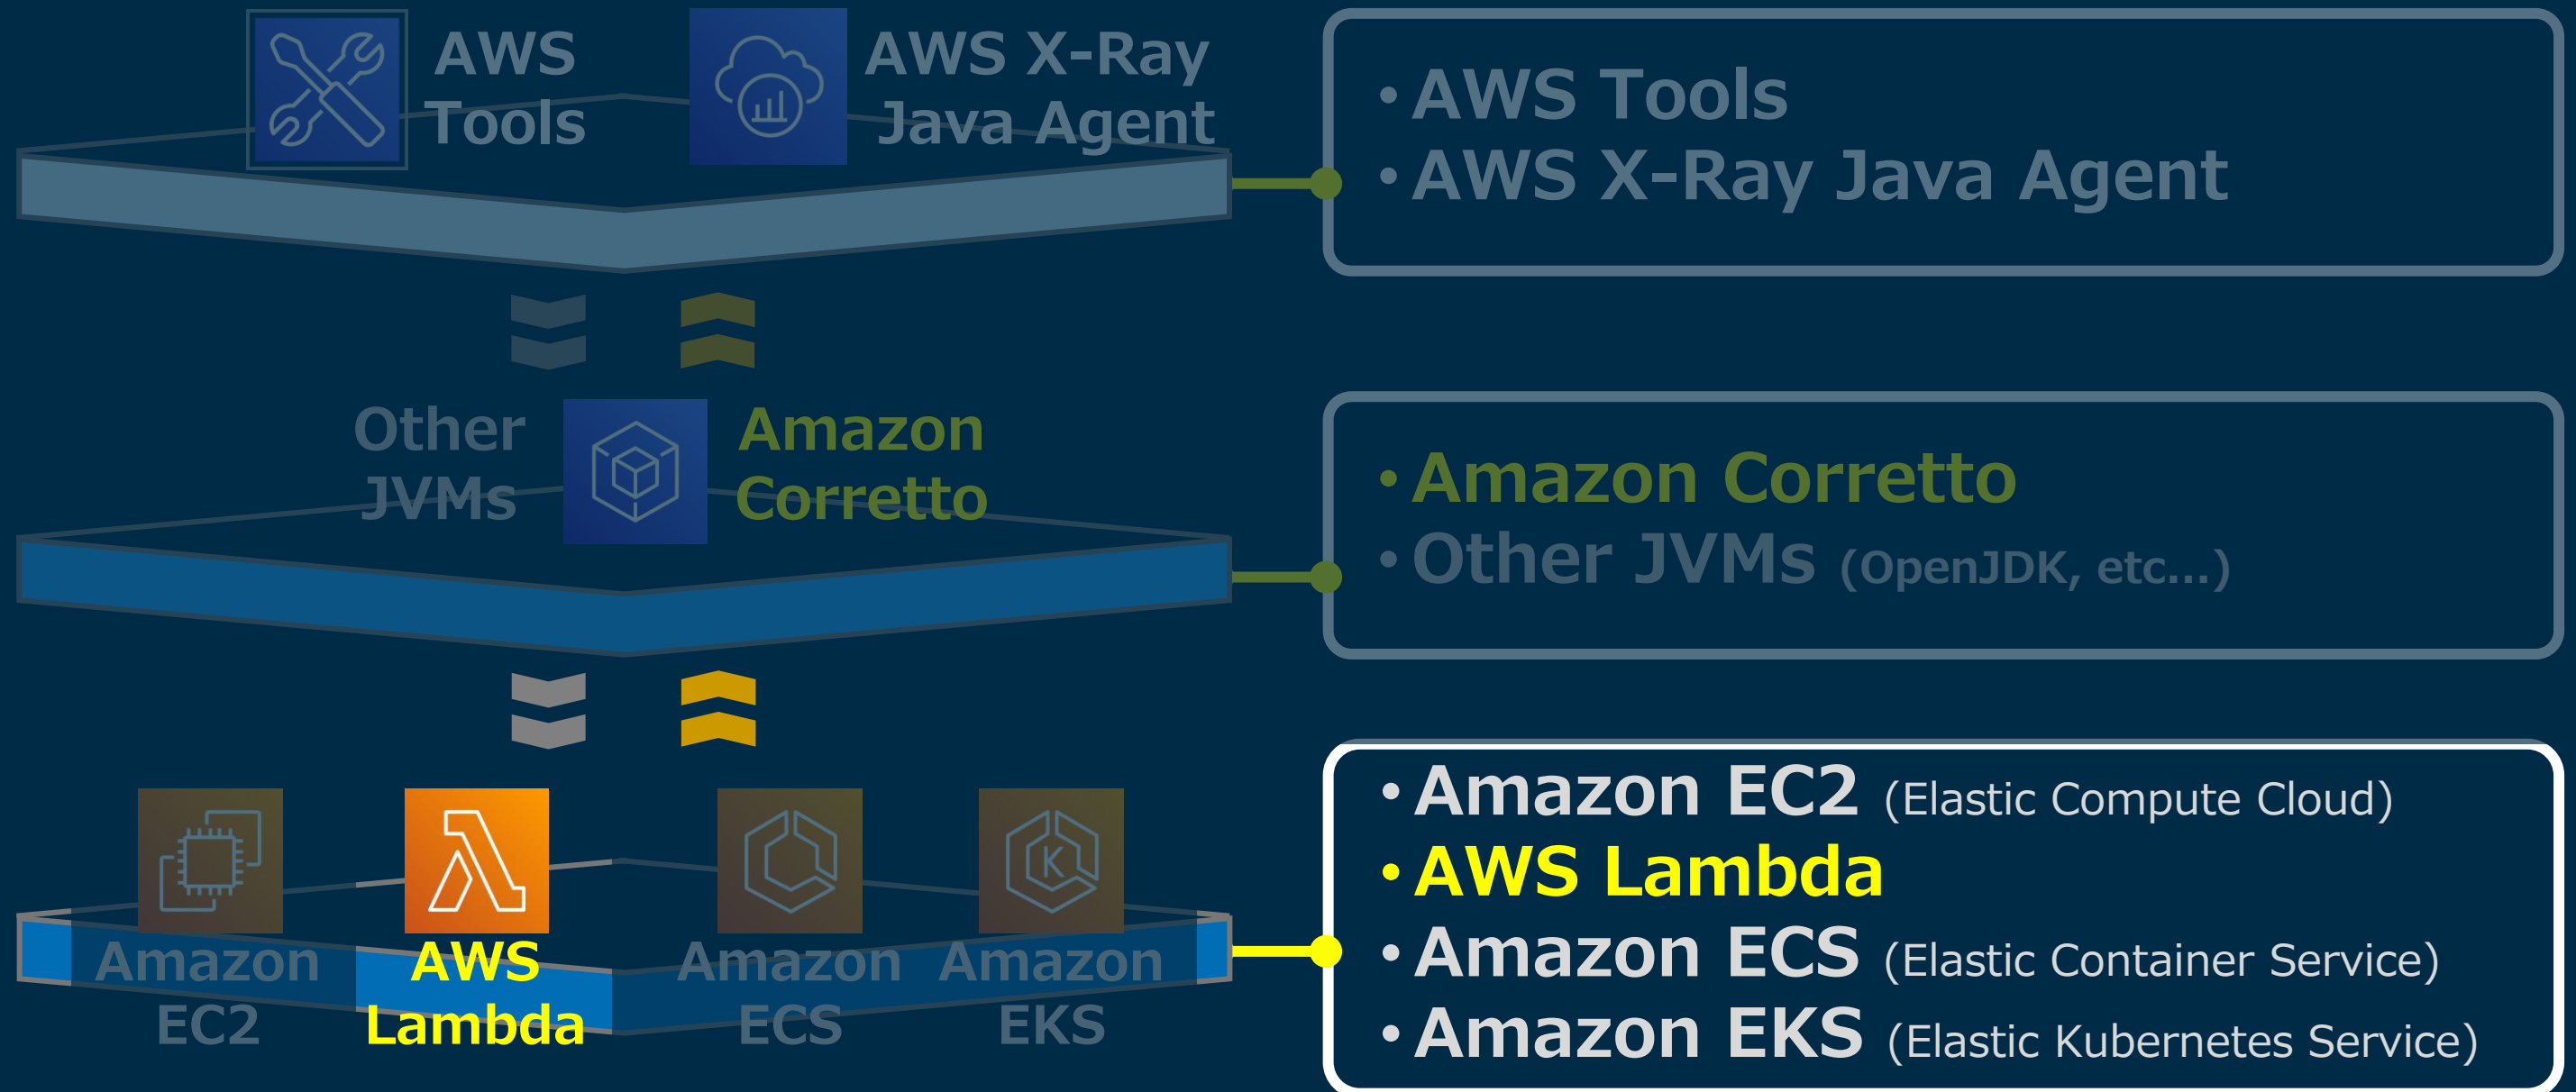 AWS
Tools
AWS X-Ray
Java Agent
•AWS Tools
•AWS X-Ray Java Agent
Other
JVMs
Amazon
Corretto
•Amazon Corretto
•Other JVMs (OpenJDK, etc...)
Amazon
EC2
AWS
Lambda
Amazon
ECS
K
Amazon
EKS
•Amazon EC2 (Elastic Compute Cloud)
•AWS Lambda
•Amazon ECS (Elastic Container Service)
•Amazon EKS (Elastic Kubernetes Service)